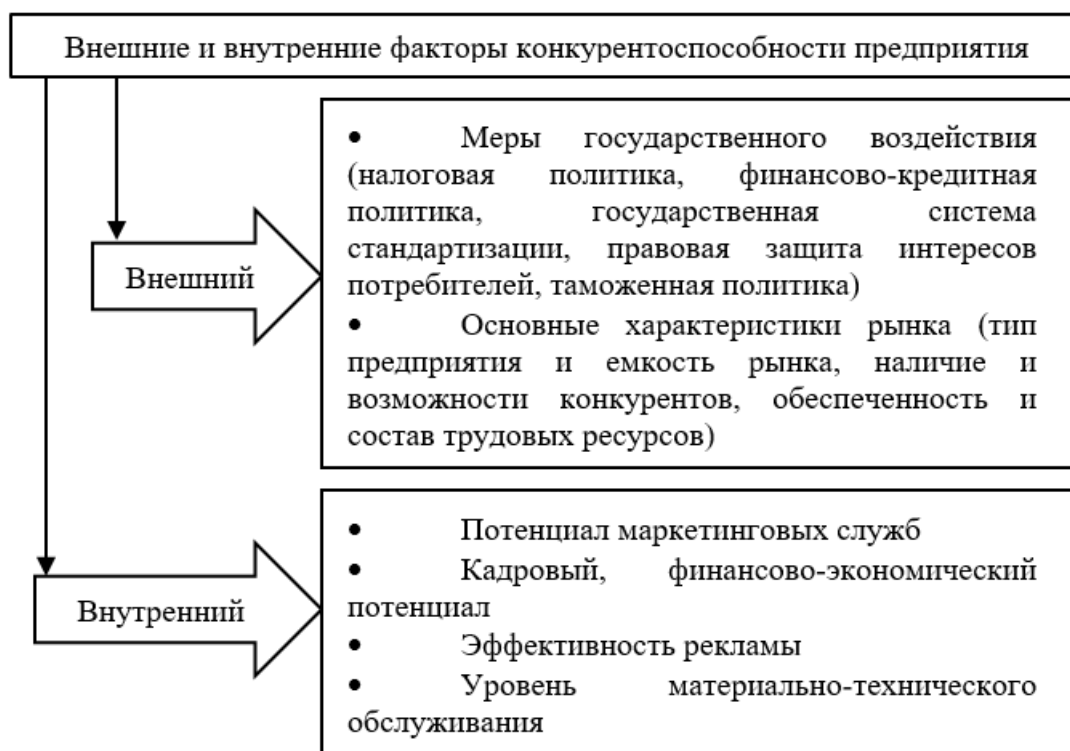 Внешние и внутренние факторы конкурентоспособности предприятия
Внешний
• Меры государственного воздействия
(налоговая политика, финансово-кредитная
политика, государственная система
стандартизации, правовая защита интересов
потребителей, таможенная политика)
• Основные характеристики рынка (тип
предприятия и емкость рынка, наличие и
возможности конкурентов, обеспеченность и
состав трудовых ресурсов)
Внутренний
• Потенциал маркетинговых служб
• Кадровый, финансово-экономический
потенциал
• Эффективность рекламы
• Уровень материально-технического
обслуживания